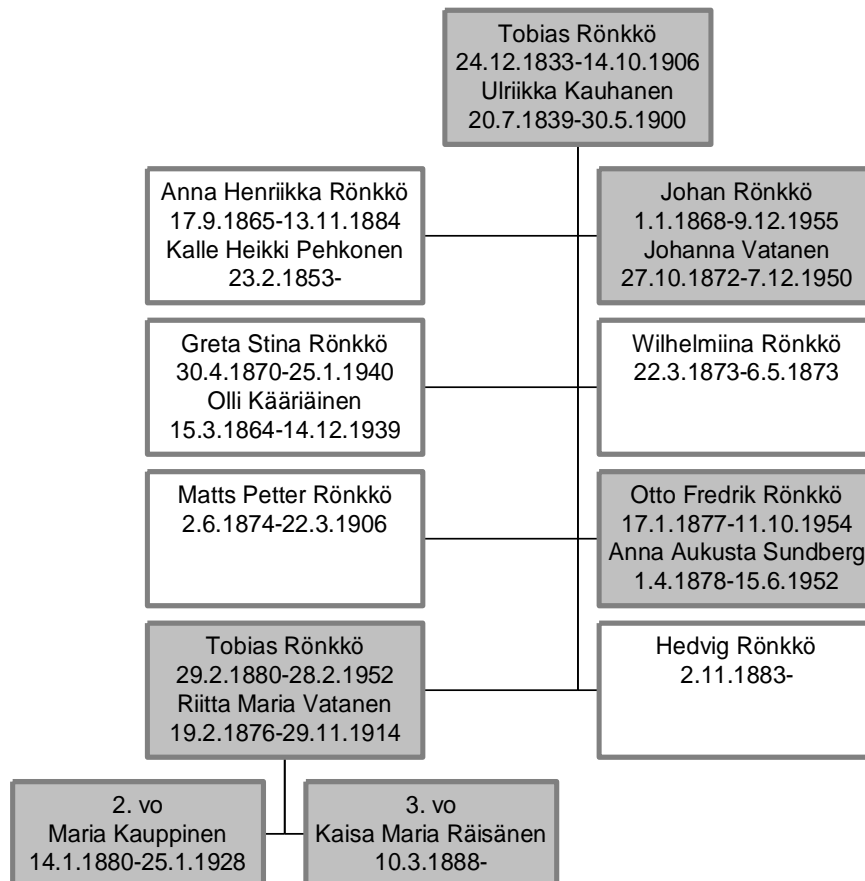 Tobias Rönkkö
24.12.1833-14.10.1906
Ulriikka Kauhanen
20.7.1839-30.5.1900
Anna Henriikka Rönkkö
17.9.1865-13.11.1884
Kalle Heikki Pehkonen
23.2.1853-
Johan Rönkkö
1.1.1868-9.12.1955
Johanna Vatanen
27.10.1872-7.12.1950
Greta Stina Rönkkö
30.4.1870-25.1.1940
Olli Kääriäinen
15.3.1864-14.12.1939
Wilhelmiina Rönkkö
22.3.1873-6.5.1873
Matts Petter Rönkkö
2.6.1874-22.3.1906
Otto Fredrik Rönkkö
17.1.1877-11.10.1954
Anna Aukusta Sundberg
1.4.1878-15.6.1952
Tobias Rönkkö
29.2.1880-28.2.1952
Riitta Maria Vatanen
19.2.1876-29.11.1914
Hedvig Rönkkö
2.11.1883-
2. vo
Maria Kauppinen
14.1.1880-25.1.1928
3. vo
Kaisa Maria Räisänen
10.3.1888-